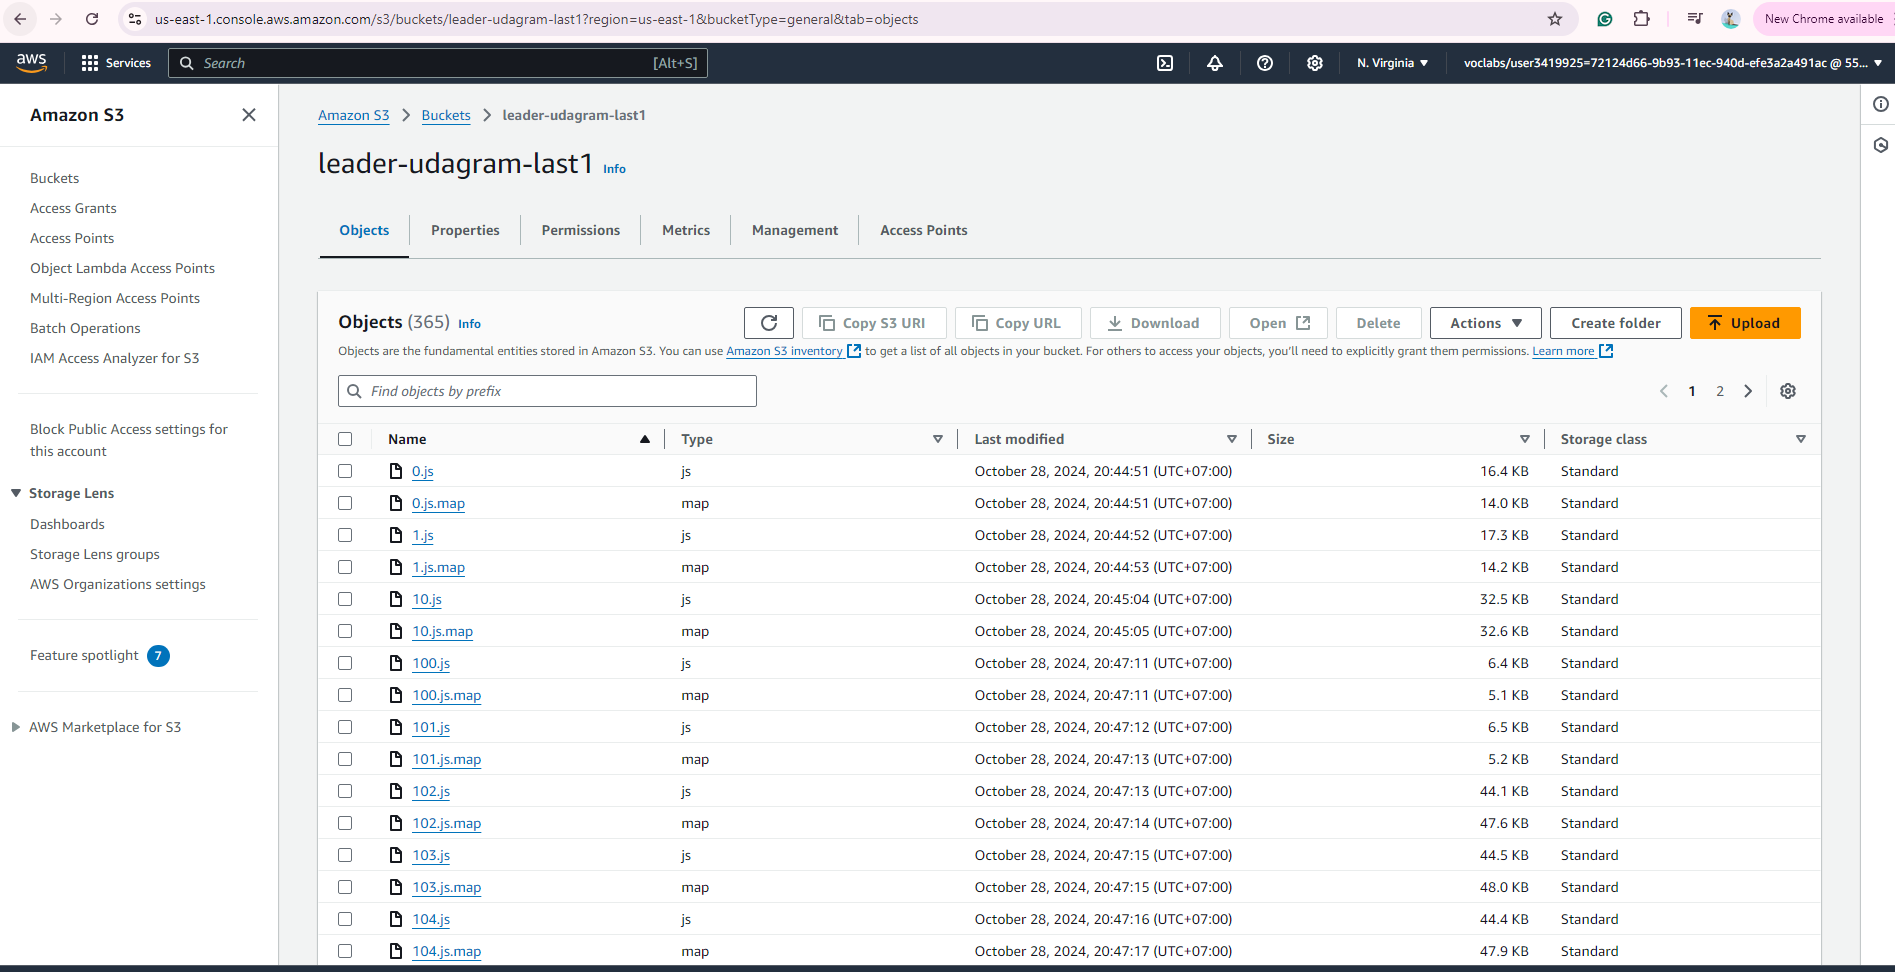 us-east-1.console.aws.amazon.com/s3/buckets/leader-udagram-last1?region=us-east-1&bucketType=general&tab=objects
New Chrome available
aws Services Search [Alt+S] N. Virginia voclabs/user3419925=72124d66-9b93-11ec-940d-efe3a2a491ac @ 55...
Amazon S3
Buckets
Access Grants
Access Points
Object Lambda Access Points
Multi-Region Access Points
Batch Operations
IAM Access Analyzer for S3
Block Public Access settings for
this account
Storage Lens
Dashboards
Storage Lens groups
AWS Organizations settings
Feature spotlight 7
AWS Marketplace for S3
Amazon S3 > Buckets > leader-udagram-last1
leader-udagram-last1 Info
Objects Properties Permissions Metrics Management Access Points
Objects (365) Info Copy S3 URI Copy URL Download Open Delete Actions Create folder Upload
Objects are the fundamental entities stored in Amazon S3. You can use Amazon S3 inventory to get a list of all objects in your bucket. For others to access your objects, you'll need to explicitly grant them permissions. Learn more
Find objects by prefix 1 2
Name Type Last modified Size Storage class
0.js js October 28, 2024, 20:44:51 (UTC+07:00) 16.4 KB Standard
0.js.map map October 28, 2024, 20:44:51 (UTC+07:00) 14.0 KB Standard
1.js js October 28, 2024, 20:44:52 (UTC+07:00) 17.3 KB Standard
1.js.map map October 28, 2024, 20:44:53 (UTC+07:00) 14.2 KB Standard
10.js js October 28, 2024, 20:45:04 (UTC+07:00) 32.5 KB Standard
10.js.map map October 28, 2024, 20:45:05 (UTC+07:00) 32.6 KB Standard
100.js js October 28, 2024, 20:47:11 (UTC+07:00) 6.4 KB Standard
100.js.map map October 28, 2024, 20:47:11 (UTC+07:00) 5.1 KB Standard
101.js js October 28, 2024, 20:47:12 (UTC+07:00) 6.5 KB Standard
101.js.map map October 28, 2024, 20:47:13 (UTC+07:00) 5.2 KB Standard
102.js js October 28, 2024, 20:47:13 (UTC+07:00) 44.1 KB Standard
102.js.map map October 28, 2024, 20:47:14 (UTC+07:00) 47.6 KB Standard
103.js js October 28, 2024, 20:47:15 (UTC+07:00) 44.5 KB Standard
103.js.map map October 28, 2024, 20:47:15 (UTC+07:00) 48.0 KB Standard
104.js js October 28, 2024, 20:47:16 (UTC+07:00) 44.4 KB Standard
104.js.map map October 28, 2024, 20:47:17 (UTC+07:00) 47.9 KB Standard